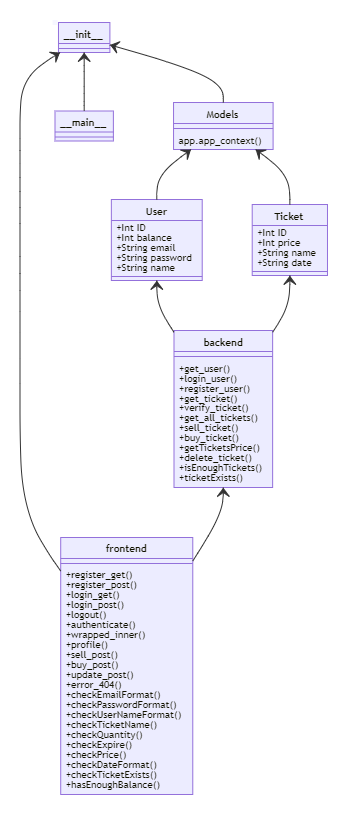 __init__
__main__
Models
app.app_context()
User
+Int ID
+Int balance
+String email
+String password
+String name
Ticket
+Int ID
+Int price
+String name
+String date
backend
+get_user()
+login_user()
+register_user()
+get_ticket()
+verify_ticket()
+get_all_tickets()
+sell_ticket()
+buy_ticket()
+getTicketsPrice()
+delete_ticket()
+isEnoughTickets()
+ticketExists()
frontend
+register_get()
+register_post()
+login_get()
+login_post()
+logout()
+authenticate()
+wrapped_inner()
+profile()
+sell_post()
+buy_post()
+update_post()
+error_404()
+checkEmailFormat()
+checkPasswordFormat()
+checkUserNameFormat()
+checkTicketName()
+checkQuantity()
+checkExpire()
+checkPrice()
+checkDateFormat()
+checkTicketExists()
+hasEnoughBalance()